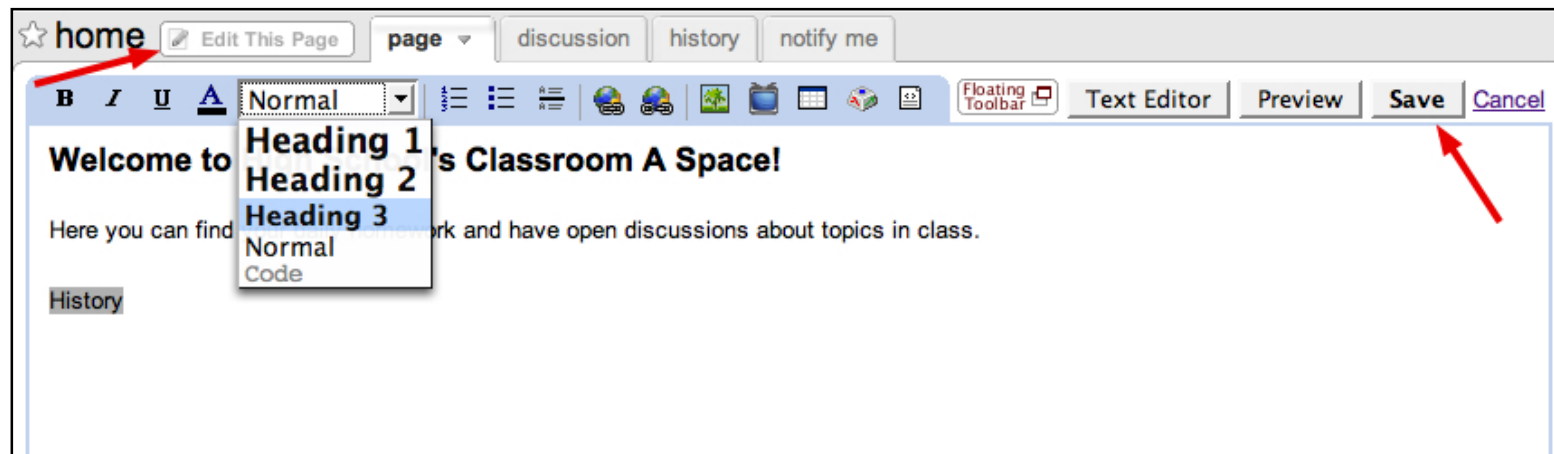 home Edit This Page page discussion history notify me
B I U A Normal Floating Toolbar Text Editor Preview Save Cancel
Heading 1
Welcome to 's Classroom A Space!
Heading 2
Heading 3
Here you can find rk and have open discussions about topics in class.
Normal
Code
History